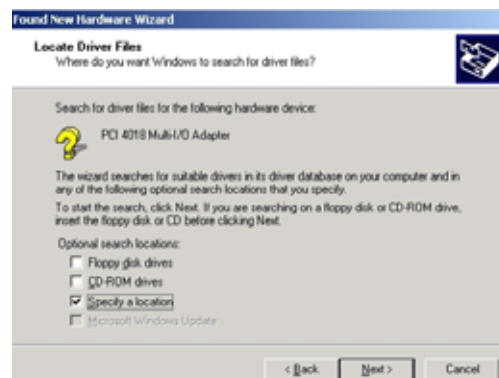 Found New Hardware Wizard
Locate Driver Files
Where do you want Windows to search for driver files?
Search for driver files for the following hardware device:
PCI 4018 Multi-I/O Adapter
The wizard searches for suitable drivers in its driver database on your computer and in
any of the following optional search locations that you specify.
To start the search, click Next. If you are searching on a floppy disk or CD-ROM drive,
insert the floppy disk or CD before clicking Next.
Optional search locations:
Floppy disk drives
CD-ROM drives
Specify a location
Microsoft Windows Update
< Back
Next >
Cancel